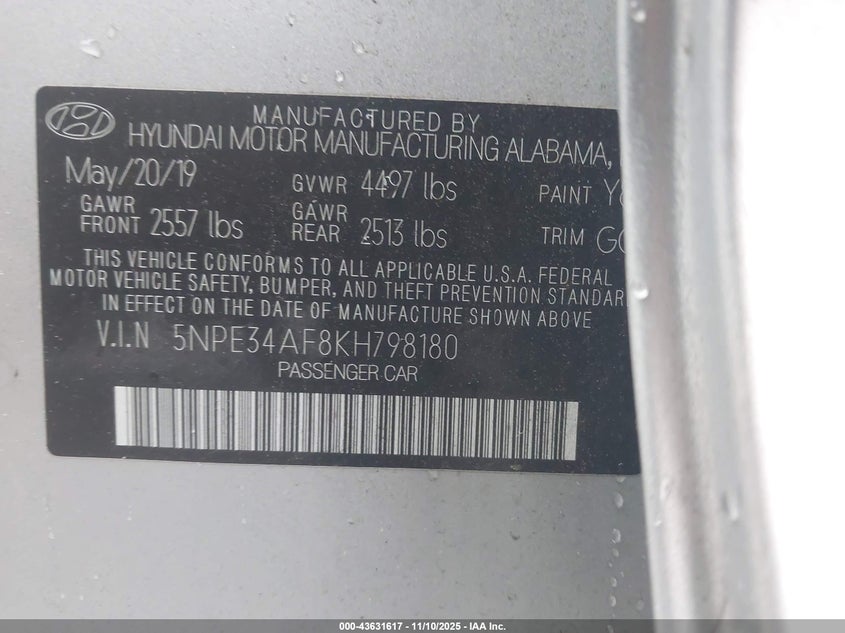 MANUFACTURED BY
HYUNDAI MOTOR MANUFACTURING ALABAMA,
May/20/19 GVWR 4497 lbs PAINT
GAWR FRONT 2557 lbs GAWR REAR 2513 lbs TRIM
THIS VEHICLE CONFORMS TO ALL APPLICABLE U.S.A. FEDERAL
MOTOR VEHICLE SAFETY, BUMPER, AND THEFT PREVENTION STANDAR
IN EFFECT ON THE DATE OF MANUFACTURE SHOWN ABOVE
V.I.N 5NPE34AF8KH798180
PASSENGER CAR
000-43631617 - 11/10/2025 - IAA Inc.